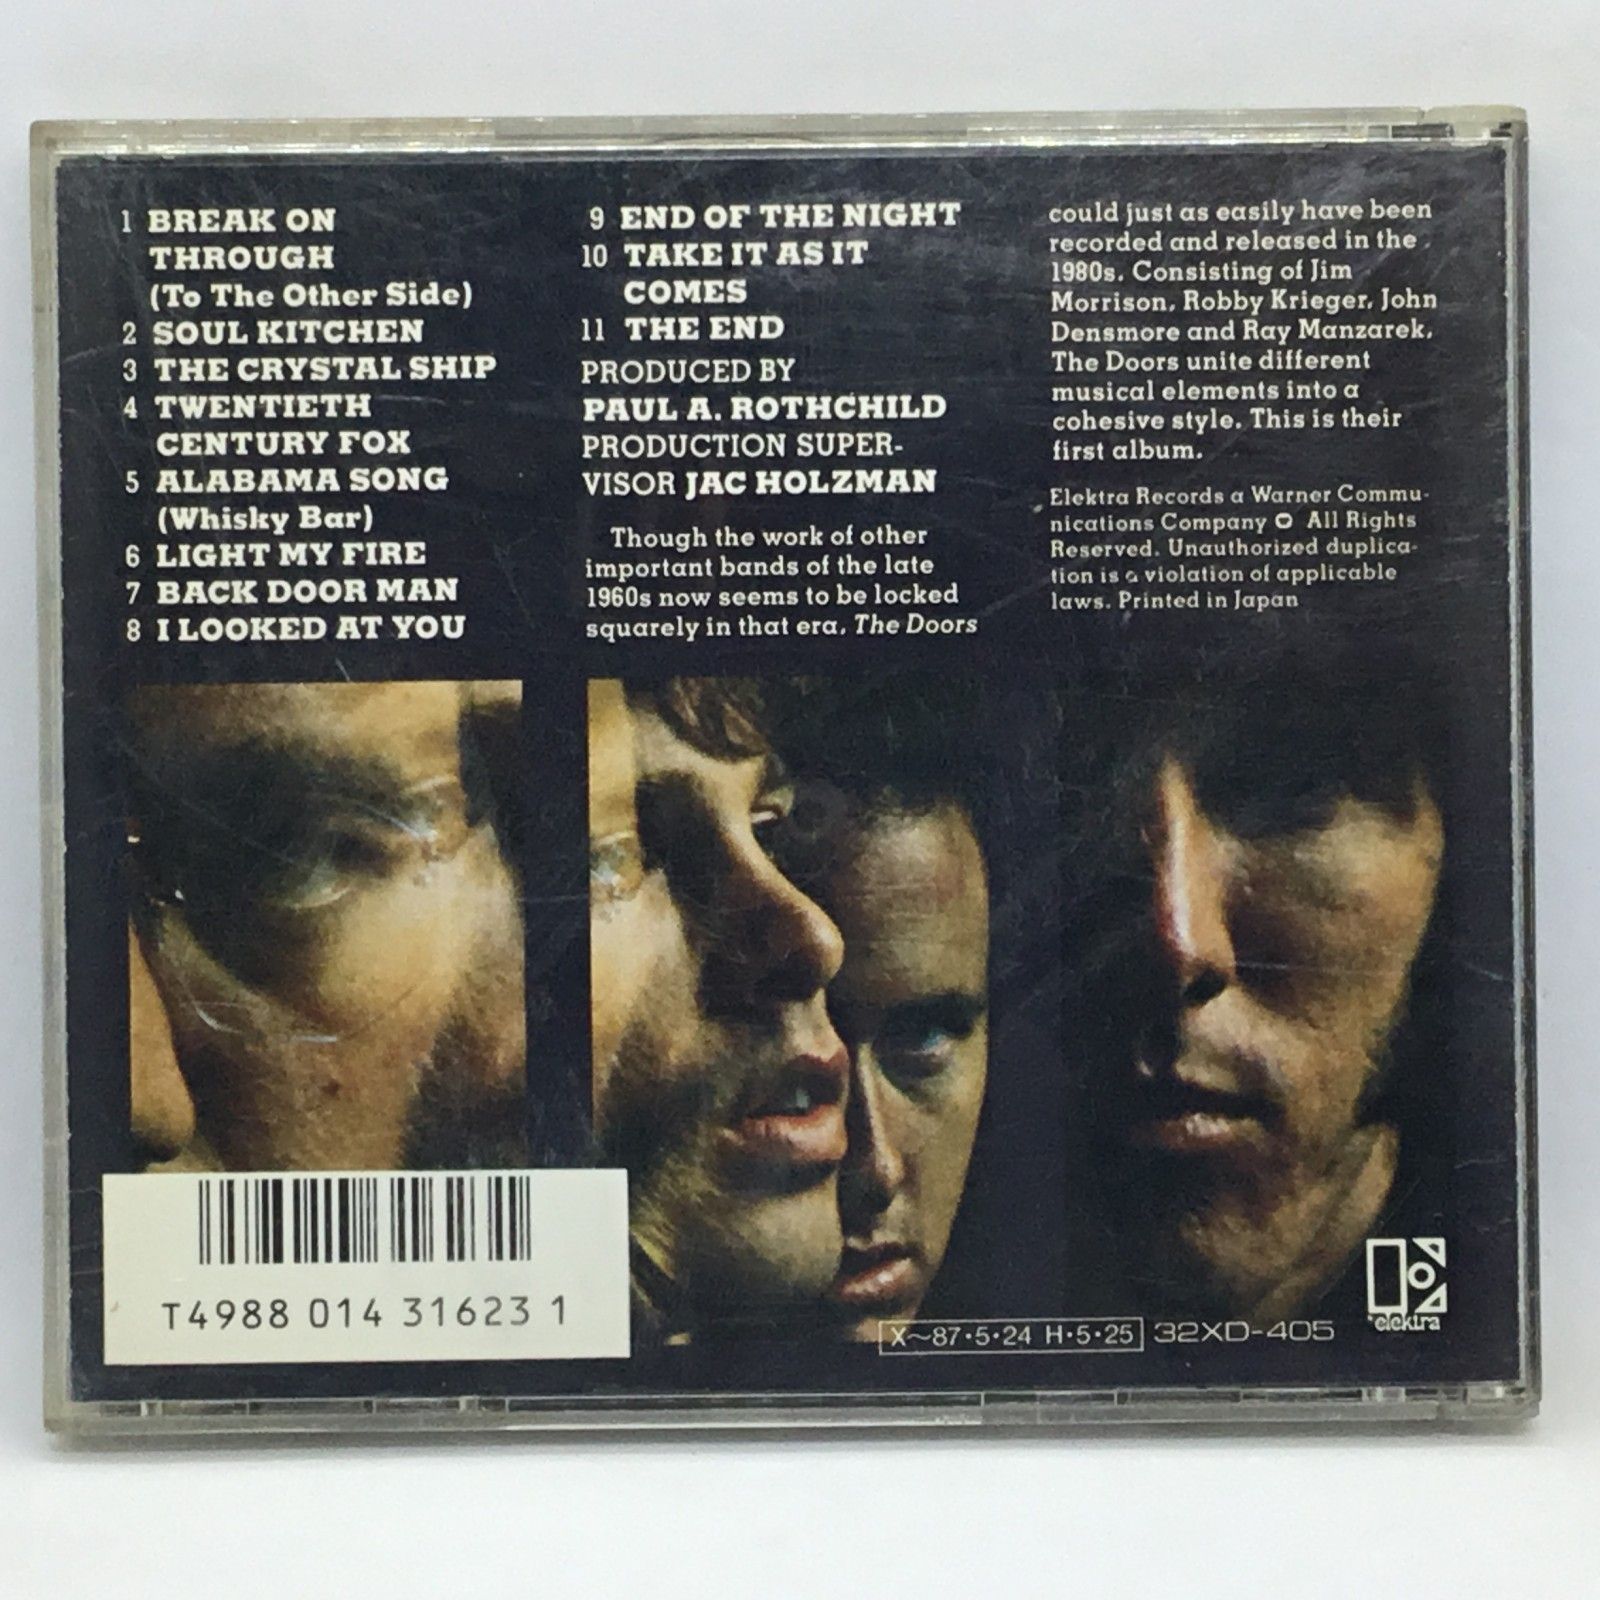 1 BREAK ON
THROUGH
(To The Other Side)
2 SOUL KITCHEN
3 THE CRYSTAL SHIP
4 TWENTIETH
CENTURY FOX
5 ALABAMA SONG
(Whisky Bar)
6 LIGHT MY FIRE
7 BACK DOOR MAN
8 I LOOKED AT YOU
9 END OF THE NIGHT
10 TAKE IT AS IT
COMES
11 THE END
PRODUCED BY
PAUL A. ROTHCHILD
PRODUCTION SUPER-
VISOR JAC HOLZMAN
Though the work of other
important bands of the late
1960s now seems to be locked
squarely in that era, The Doors
could just as easily have been
recorded and released in the
1980s. Consisting of Jim
Morrison, Robby Krieger, John
Densmore and Ray Manzarek,
The Doors unite different
musical elements into a
cohesive style. This is their
first album.
Elektra Records a Warner Commu-
nications Company All Rights
Reserved. Unauthorized duplica-
tion is a violation of applicable
laws. Printed in Japan
T4988 014 31623 1
X~87·5·24 H·5·25 32XD-405
elektra